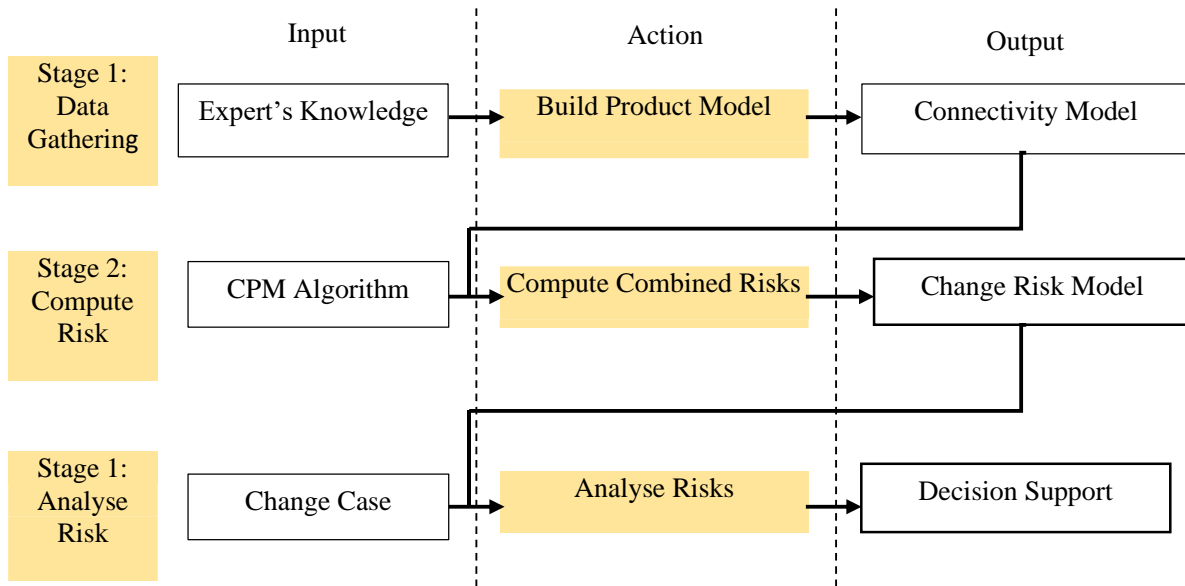 Input
Action
Output
Stage 1:
Data
Gathering
Expert’s Knowledge
Build Product Model
Connectivity Model
Stage 2:
Compute
Risk
CPM Algorithm
Compute Combined Risks
Change Risk Model
Stage 1:
Analyse
Risk
Change Case
Analyse Risks
Decision Support